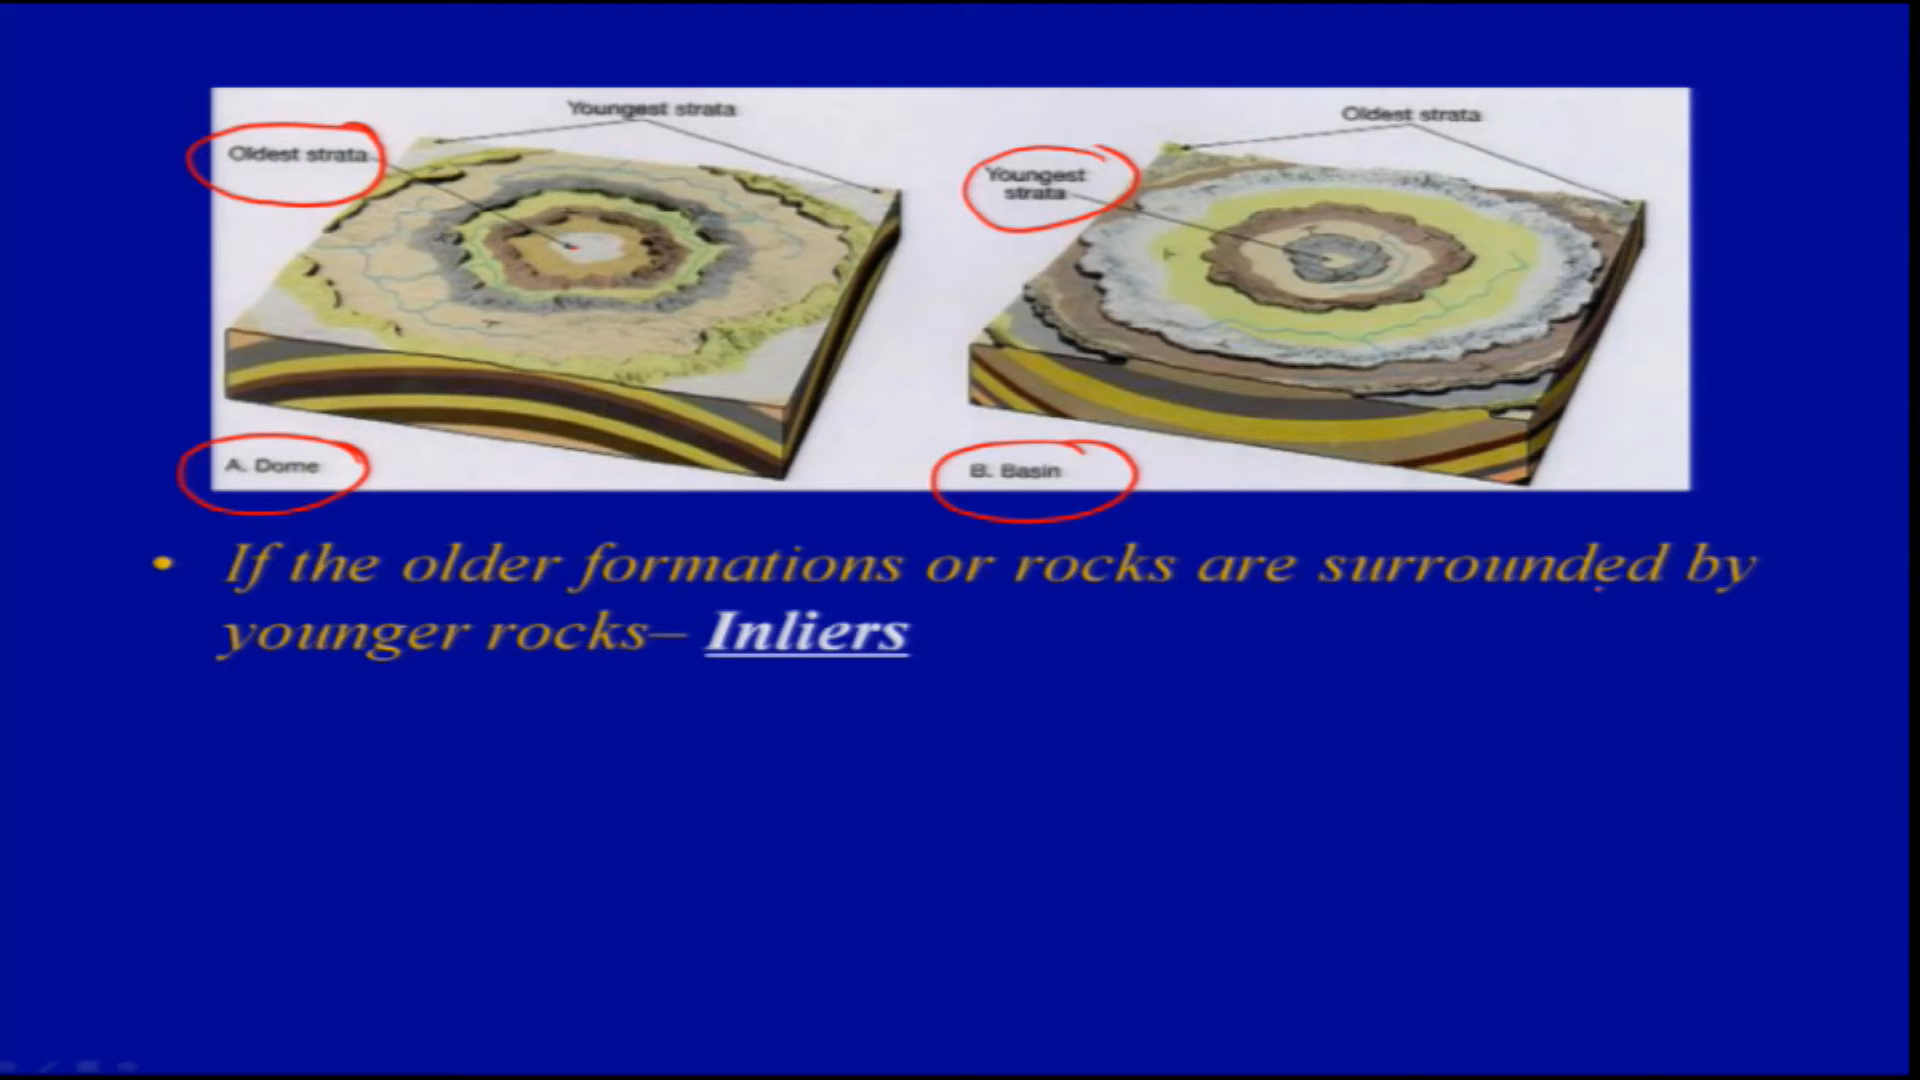 Youngest strata
Oldest strata
A. Dome
Oldest strata
Youngest
strata
B. Basin
• If the older formations or rocks are surrounded by
younger rocks– Inliers